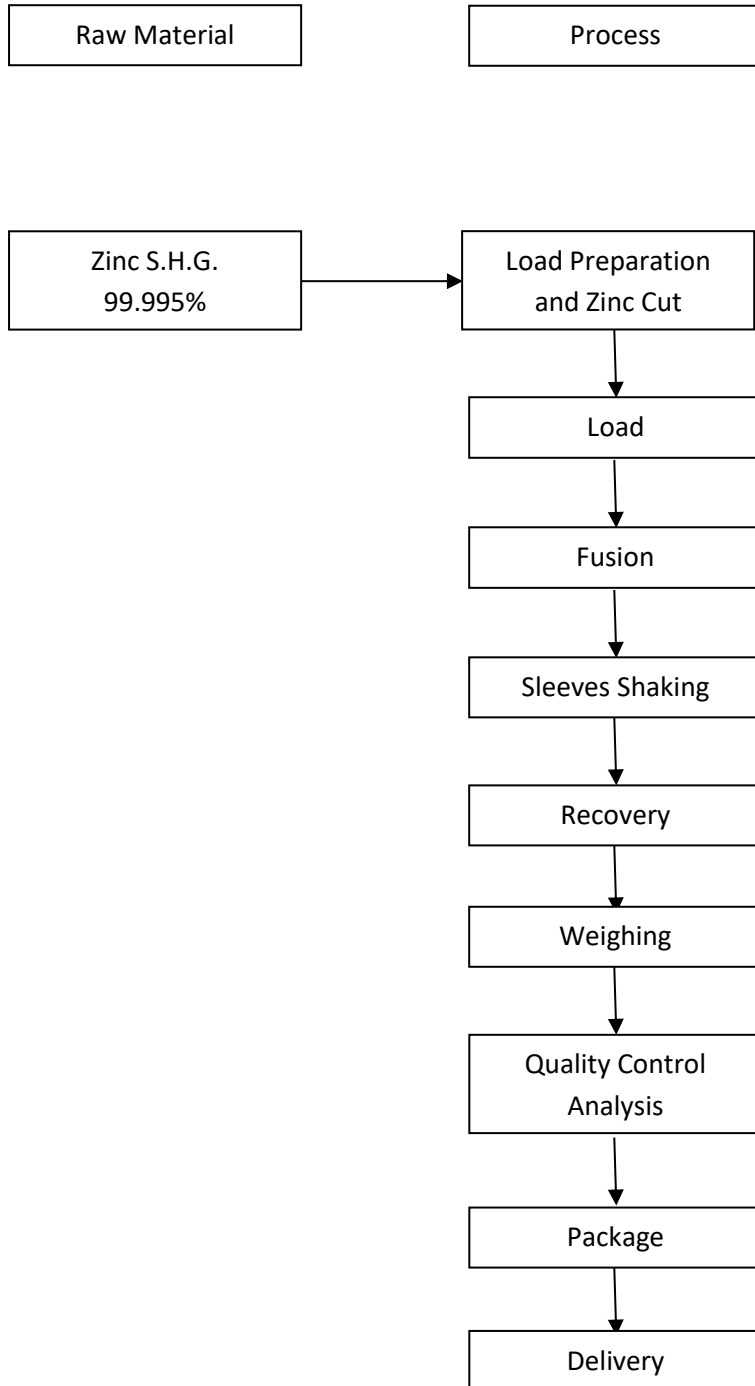 Raw Material
Process
Zinc S.H.G.
99.995%
Load Preparation
and Zinc Cut
Load
Fusion
Sleeves Shaking
Recovery
Weighing
Quality Control
Analysis
Package
Delivery